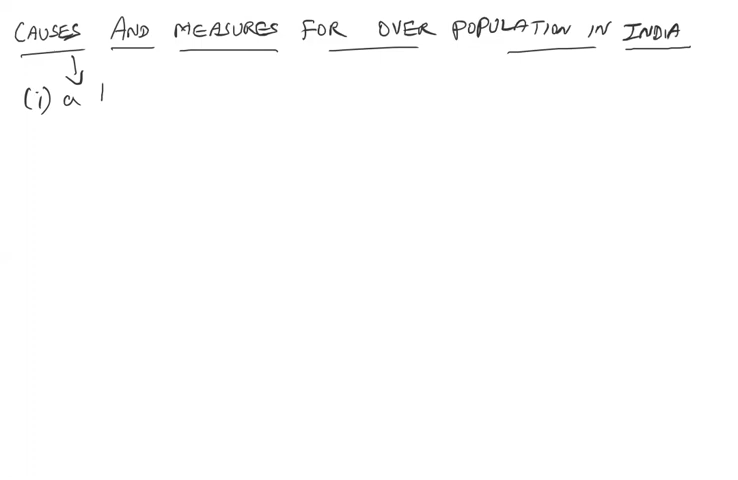 CAUSES AND MEASURES FOR OVER POPULATION IN INDIA
(i) a